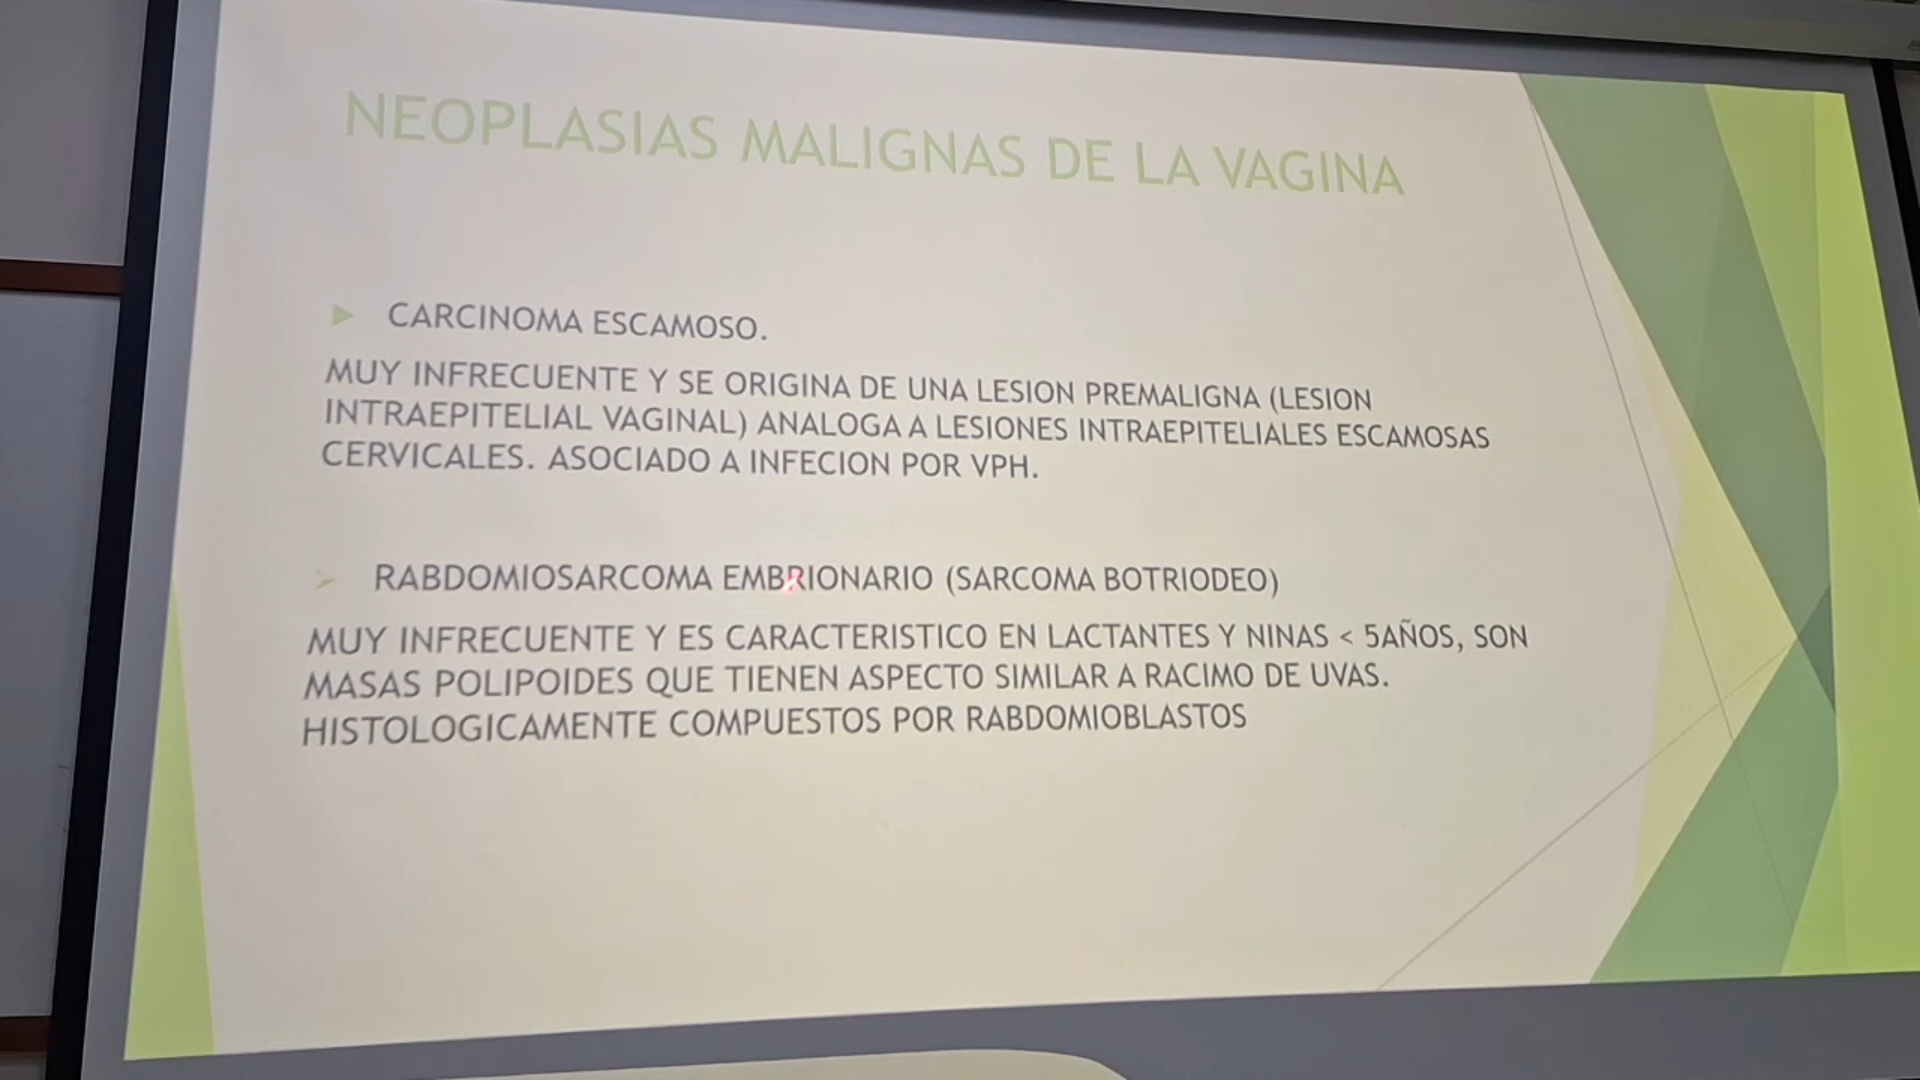 NEOPLASIAS MALIGNAS DE LA VAGINA
CARCINOMA ESCAMOSO.
MUY INFRECUENTE Y SE ORIGINA DE UNA LESION PREMALIGNA (LESION
INTRAEPITELIAL VAGINAL) ANALOGA A LESIONES INTRAEPITELIALES ESCAMOSAS
CERVICALES. ASOCIADO A INFECION POR VPH.
RABDOMIOSARCOMA EMBRIONARIO (SARCOMA BOTRIODEO)
MUY INFRECUENTE Y ES CARACTERISTICO EN LACTANTES Y NINAS < 5AÑOS, SON
MASAS POLIPOIDES QUE TIENEN ASPECTO SIMILAR A RACIMO DE UVAS.
HISTOLOGICAMENTE COMPUESTOS POR RABDOMIOBLASTOS